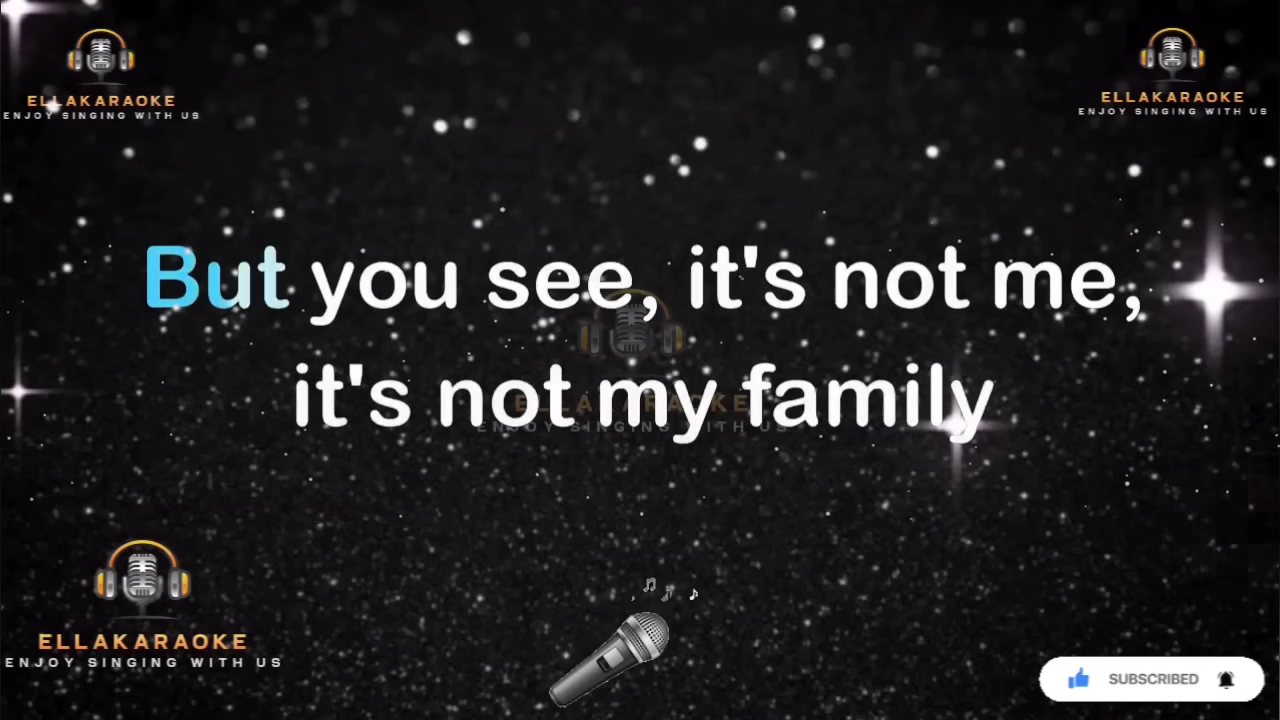 ELLAKARAOKE
ENJOY SINGING WITH US
ELLAKARAOKE
ENJOY SINGING WITH US
But you see, it's not me,
it's not my family
ELLAKARAOKE
ENJOY SINGING WITH US
ELLAKARAOKE
ENJOY SINGING WITH US
SUBSCRIBED